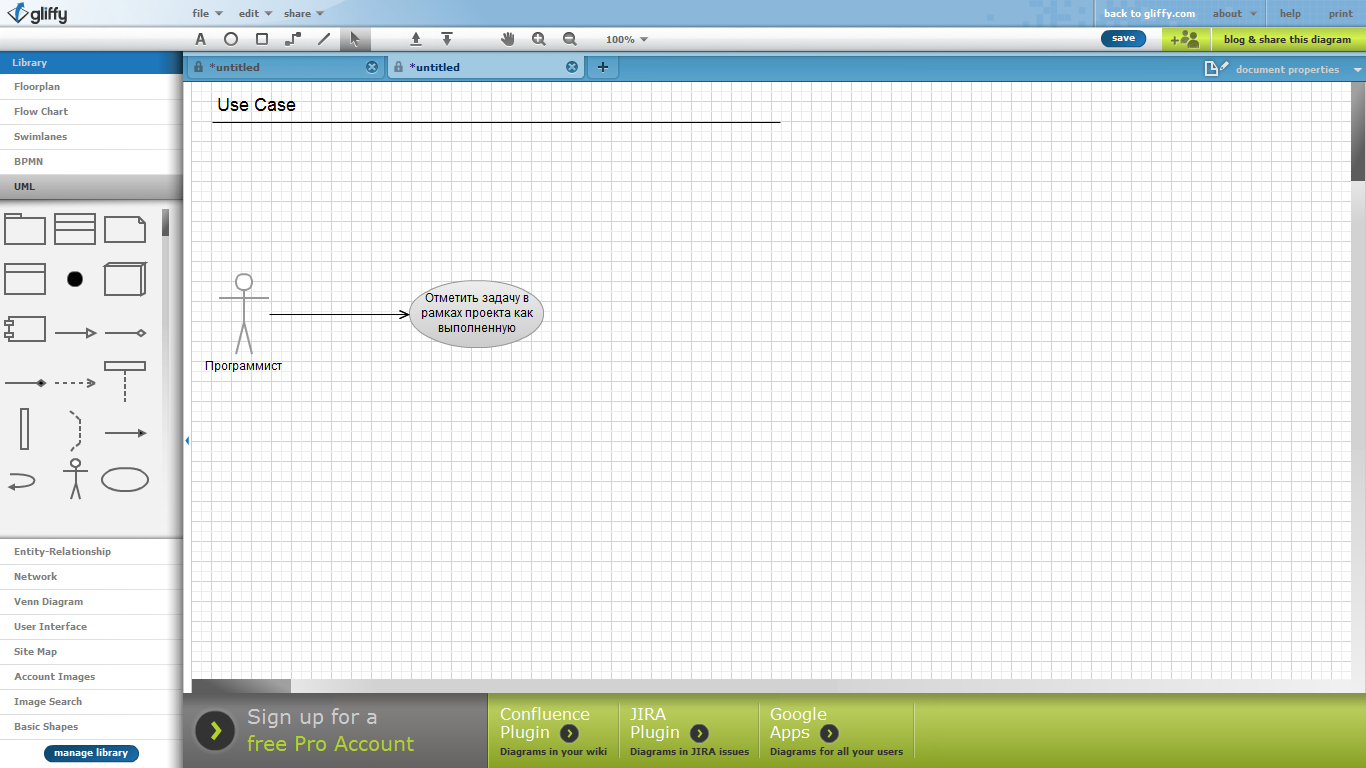 gliffy
file edit share back to gliffy.com about help print
A 100% save + blog & share this diagram
Library *untitled *untitled + document properties
Floorplan
Flow Chart
Swimlanes
BPMN
UML
Use Case
Отметить задачу в
рамках проекта как
выполненную
Программист
Entity-Relationship
Network
Venn Diagram
User Interface
Site Map
Account Images
Image Search
Basic Shapes
manage library
Sign up for a
free Pro Account
Confluence
Plugin
Diagrams in your wiki
JIRA
Plugin
Diagrams in JIRA issues
Google
Apps
Diagrams for all your users